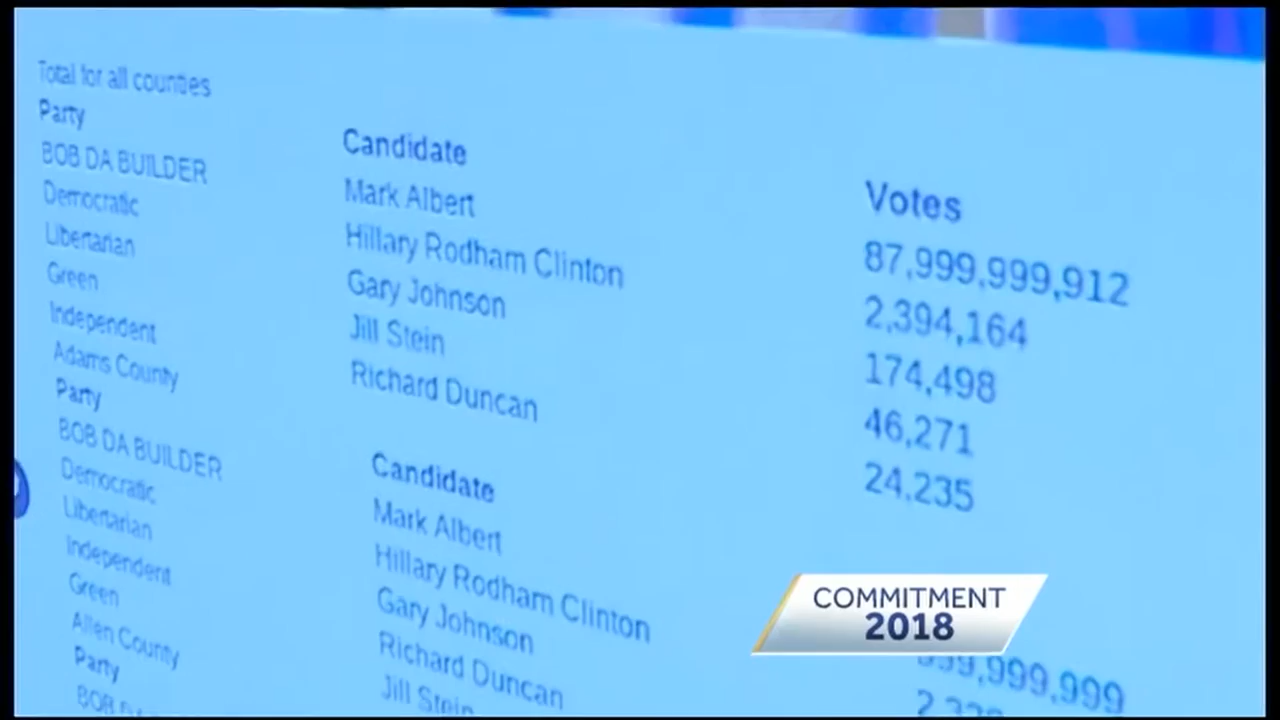 Total for all counties
Party Candidate Votes
BOB DA BUILDER Mark Albert 87,999,999,912
Democratic Hillary Rodham Clinton 2,394,164
Libertarian Gary Johnson 174,498
Green Jill Stein 46,271
Independent Richard Duncan 24,235
Adams County
Party Candidate
BOB DA BUILDER Mark Albert
Democratic Hillary Rodham Clinton
Libertarian Gary Johnson
Independent Richard Duncan
Green Jill Stein
Allen County
Party
BOB DA
COMMITMENT
2018